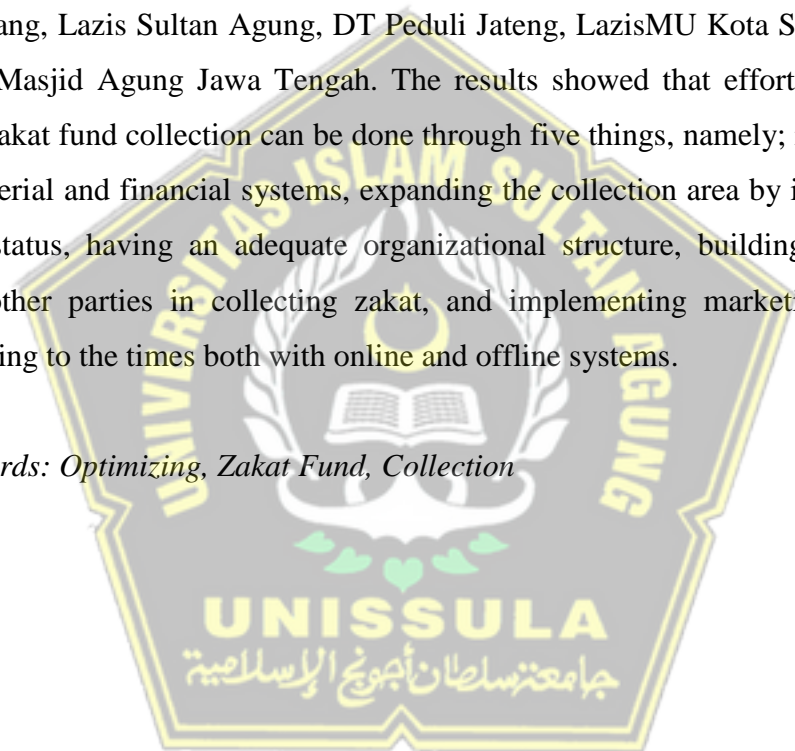 ang, Lazis Sultan Agung, DT Peduli Jateng, LazisMU Kota S
Masjid Agung Jawa Tengah. The results showed that effort
akat fund collection can be done through five things, namely;
erial and financial systems, expanding the collection area by i
status, having an adequate organizational structure, building
other parties in collecting zakat, and implementing marketi
ing to the times both with online and offline systems.
rds: Optimizing, Zakat Fund, Collection
UNIVERSITAS ISLAM SULTAN AGUNG
UNISSULA
جامعتنسلطان أجونج الإسلامية